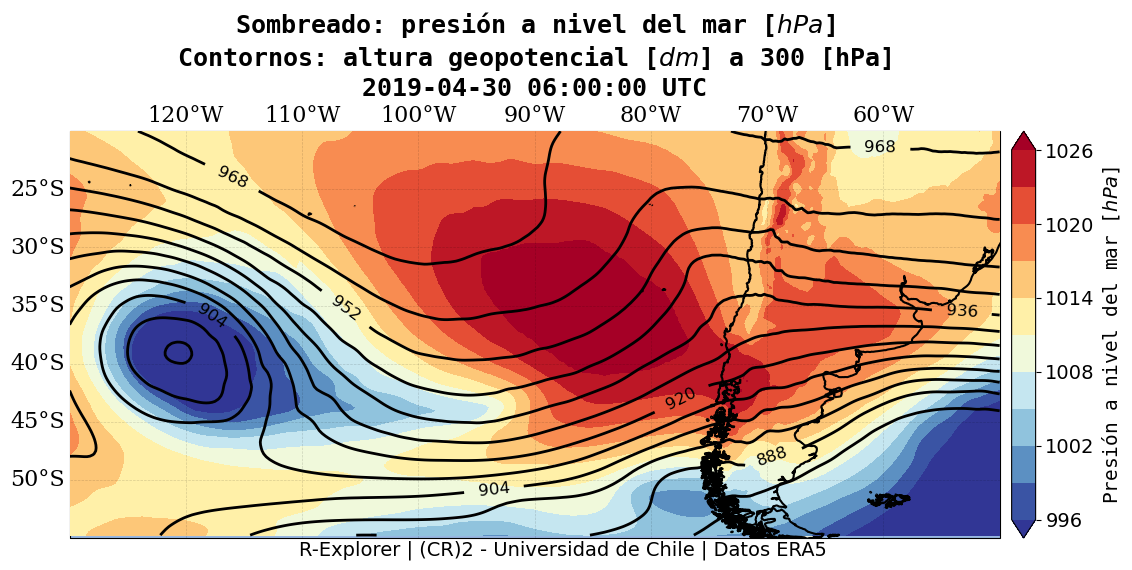 Sombreado: presión a nivel del mar [hPa]
Contornos: altura geopotencial [dm] a 300 [hPa]
2019-04-30 06:00:00 UTC
120°W 110°W 100°W 90°W 80°W 70°W 60°W
25°S
30°S
35°S
40°S
45°S
50°S
968
968
952
904
936
920
888
904
1026
1020
1014
1008
1002
996
Presión a nivel del mar [hPa]
R-Explorer | (CR)2 - Universidad de Chile | Datos ERA5